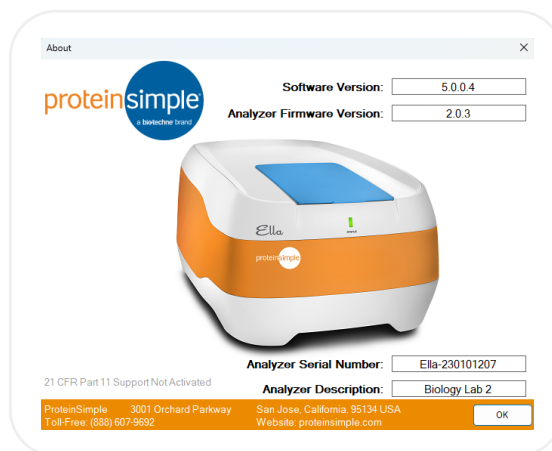 About
proteinsimple
a biotechne brand
Software Version: 5.0.0.4
Analyzer Firmware Version: 2.0.3
Ella
proteinsimple
Analyzer Serial Number: Ella-230101207
21 CFR Part 11 Support Not Activated
Analyzer Description: Biology Lab 2
ProteinSimple 3001 Orchard Parkway San Jose, California, 95134 USA
Toll-Free: (888) 607-9692 Website: proteinsimple.com
OK